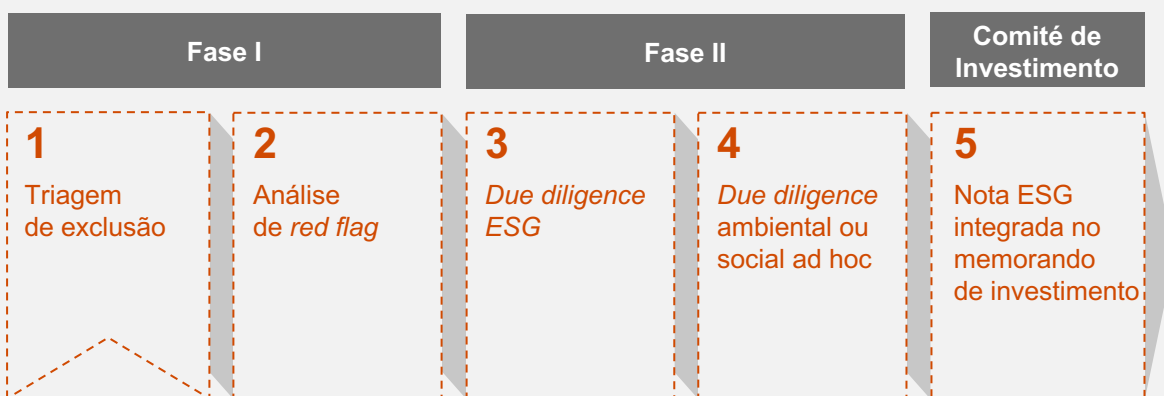 Fase I
Fase II
Comité de
Investimento
1
Triagem
de exclusão
2
Análise
de red flag
3
Due diligence
ESG
4
Due diligence
ambiental ou
social ad hoc
5
Nota ESG
integrada no
memorando
de investimento